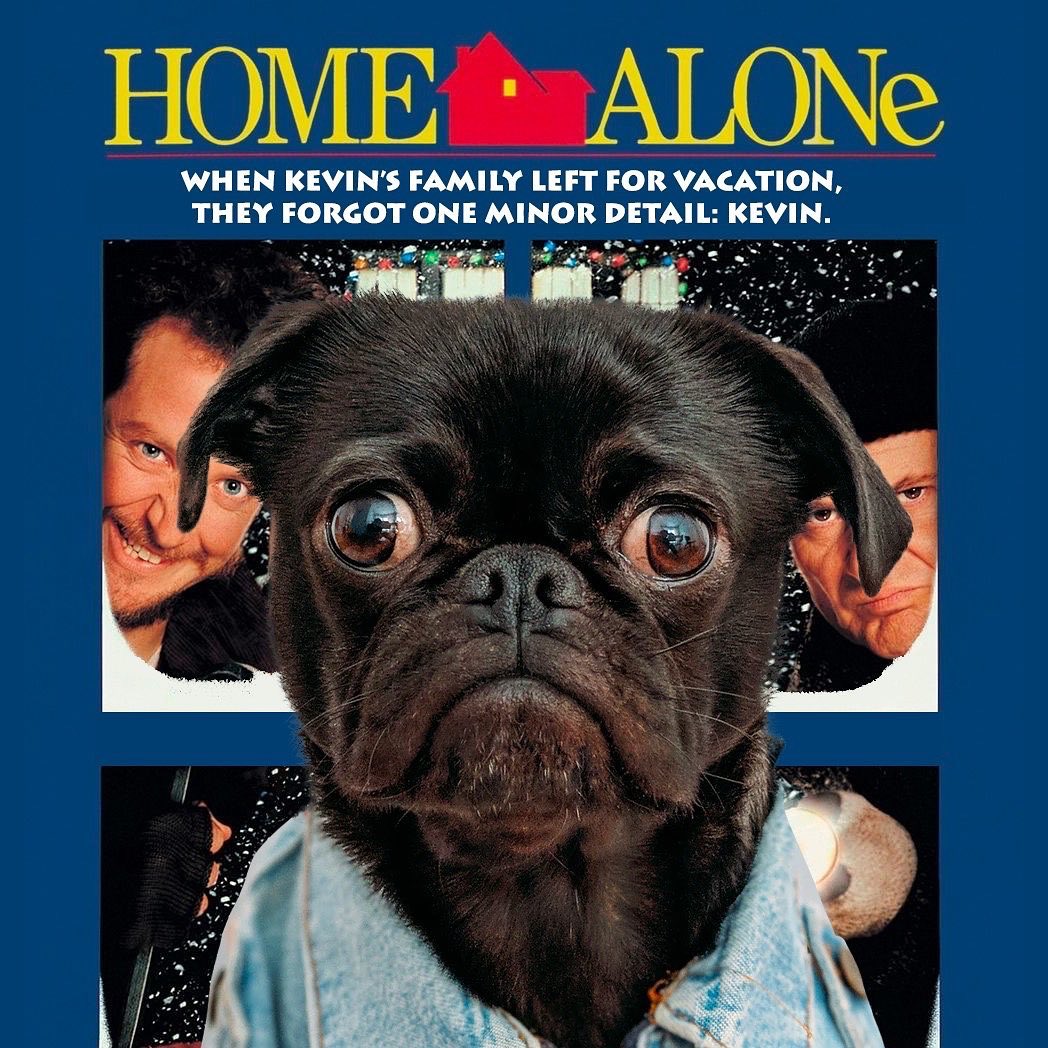 HOME ALONe
WHEN KEVIN'S FAMILY LEFT FOR VACATION,
THEY FORGOT ONE MINOR DETAIL: KEVIN.